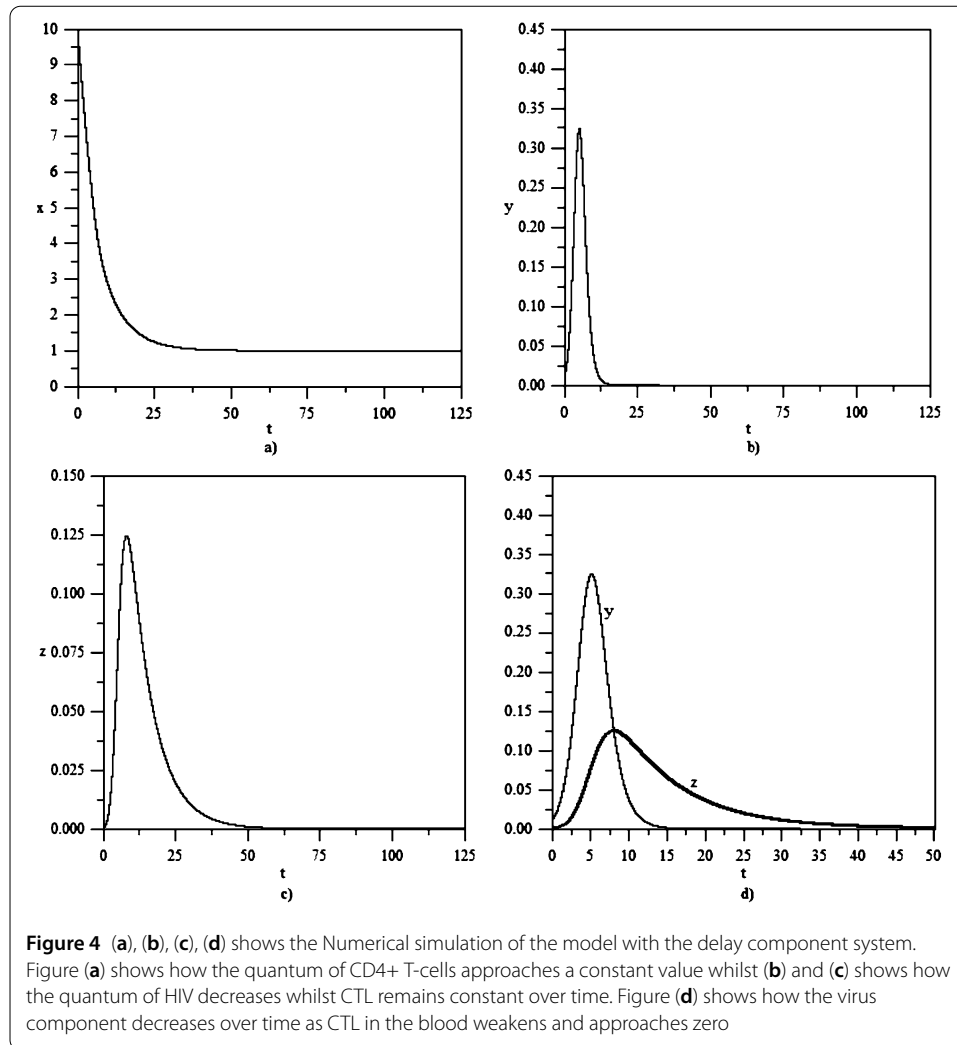 10
9
8
7
6
x 5
4
3
2
1
0
0 25 50 75 100 125
t
a)
0.45
0.40
0.35
0.30
0.25
y
0.20
0.15
0.10
0.05
0.00
0 25 50 75 100 125
t
b)
0.150
0.125
0.100
z 0.075
0.050
0.025
0.000
0 25 50 75 100 125
t
c)
0.45
0.40
0.35
0.30
y
0.25
0.20
0.15
z
0.10
0.05
0.00
0 5 10 15 20 25 30 35 40 45 50
t
d)
Figure 4 (a), (b), (c), (d) shows the Numerical simulation of the model with the delay component system.
Figure (a) shows how the quantum of CD4+ T-cells approaches a constant value whilst (b) and (c) shows how
the quantum of HIV decreases whilst CTL remains constant over time. Figure (d) shows how the virus
component decreases over time as CTL in the blood weakens and approaches zero